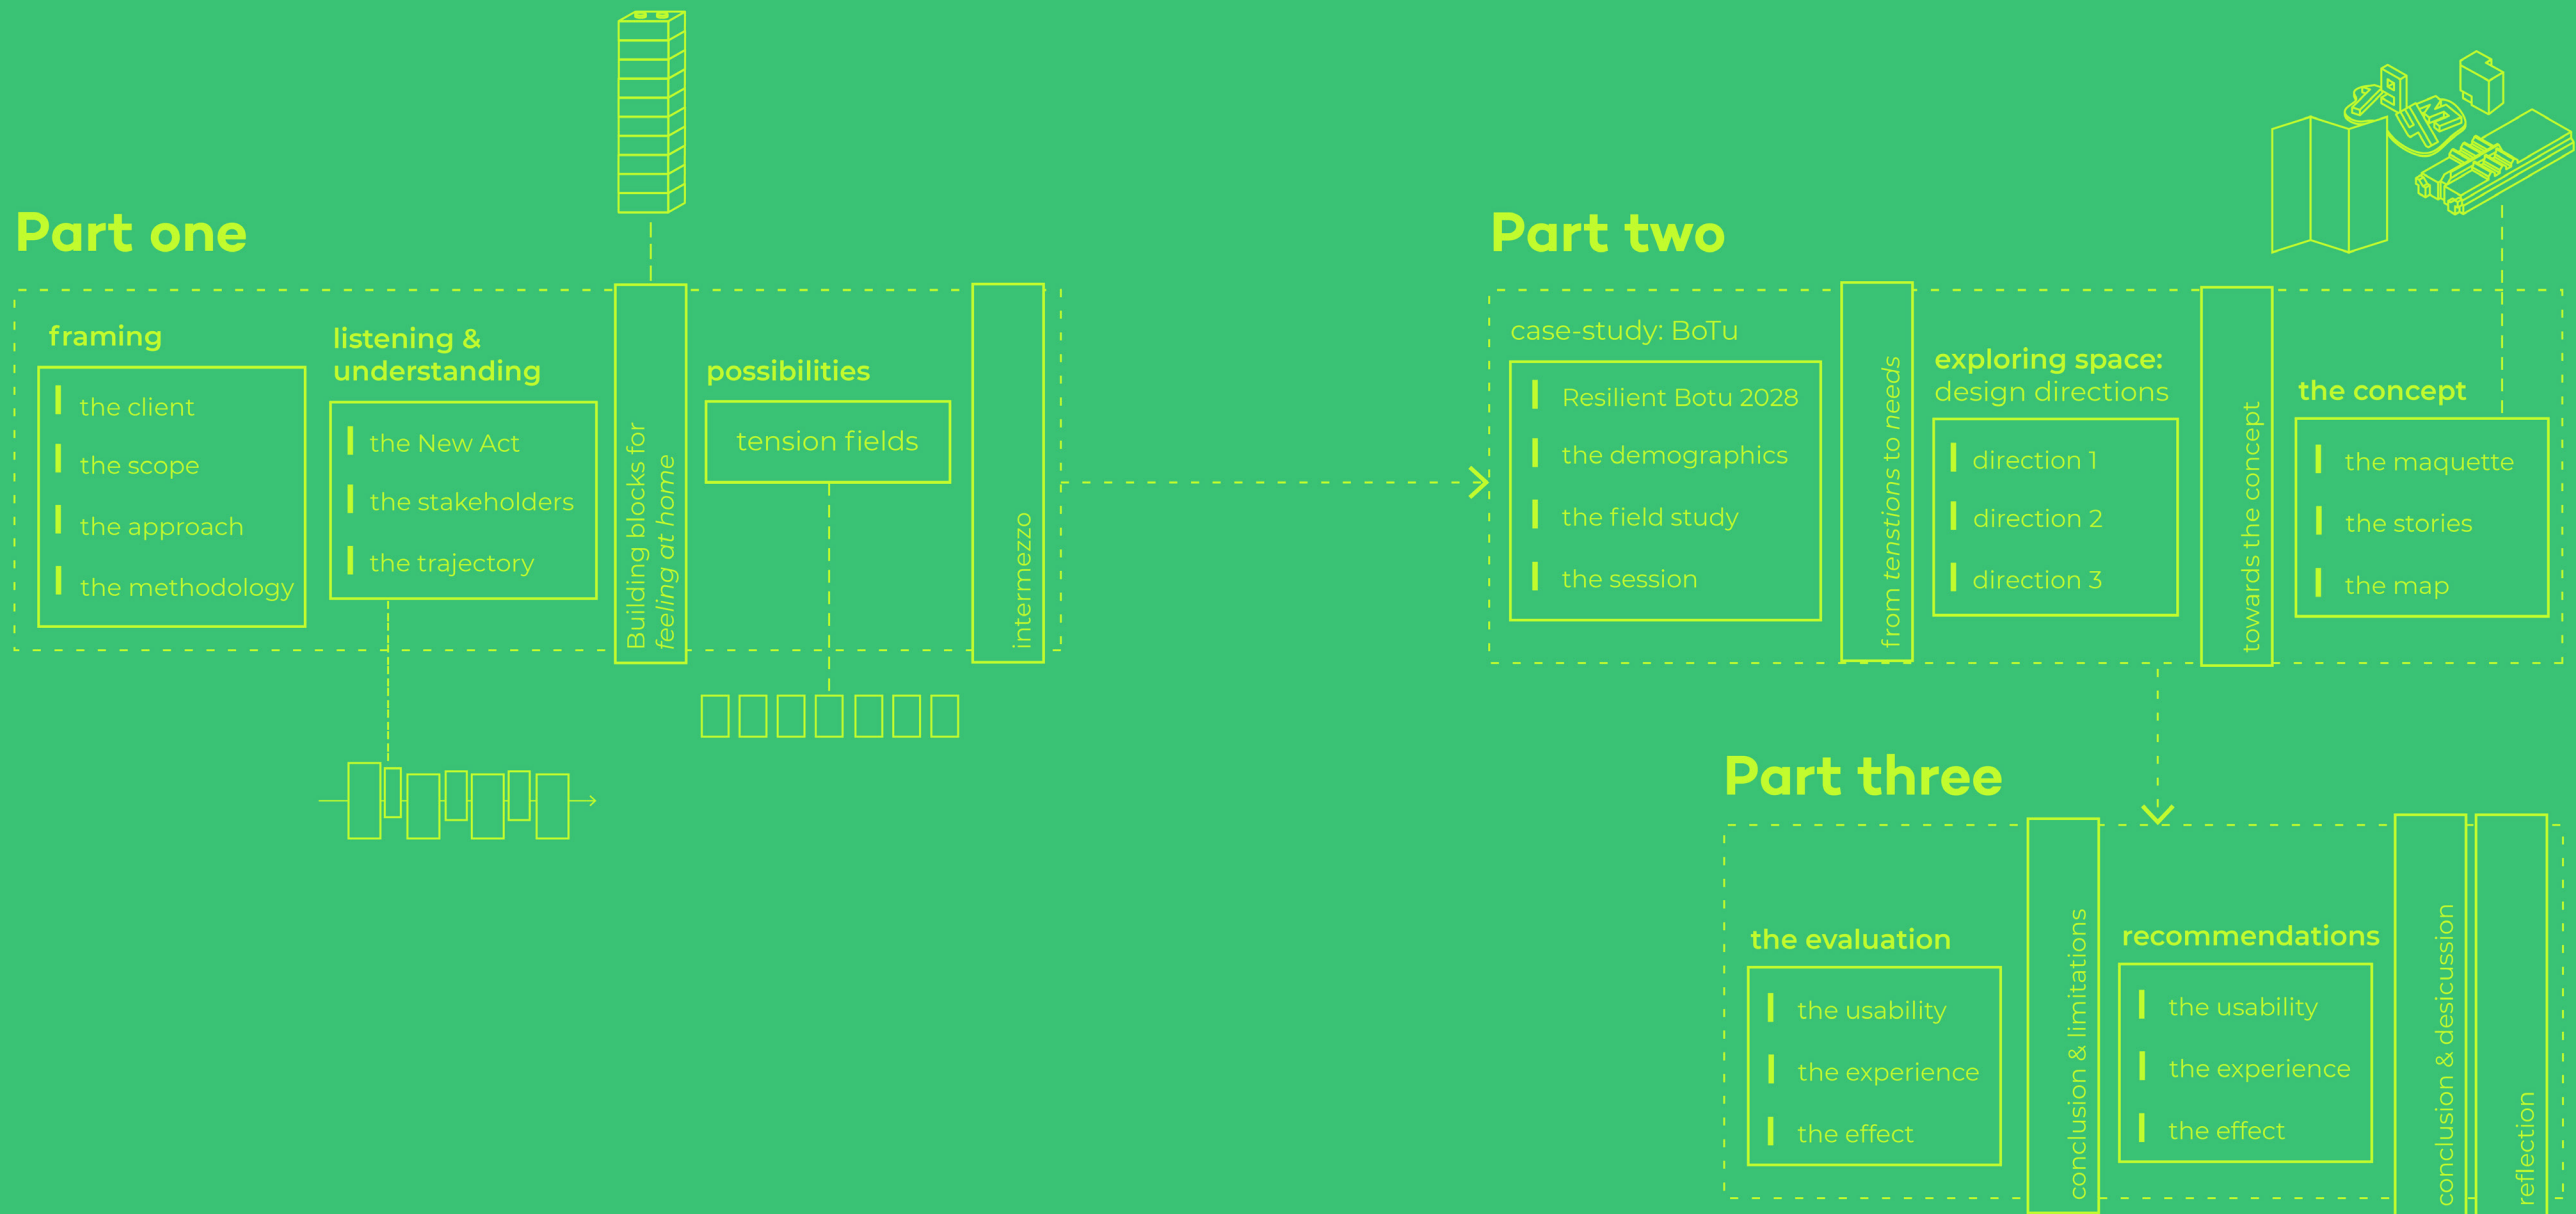 Part one
framing
the client
the scope
the approach
the methodology
listening &
understanding
the New Act
the stakeholders
the trajectory
Building blocks for
feeling at home
possibilities
tension fields
intermezzo
Part two
case-study: BoTu
Resilient Botu 2028
the demographics
the field study
the session
from tenstions to needs
exploring space:
design directions
direction 1
direction 2
direction 3
towards the concept
the concept
the maquette
the stories
the map
Part three
the evaluation
the usability
the experience
the effect
conclusion & limitations
recommendations
the usability
the experience
the effect
conclusion & desicussion
reflection